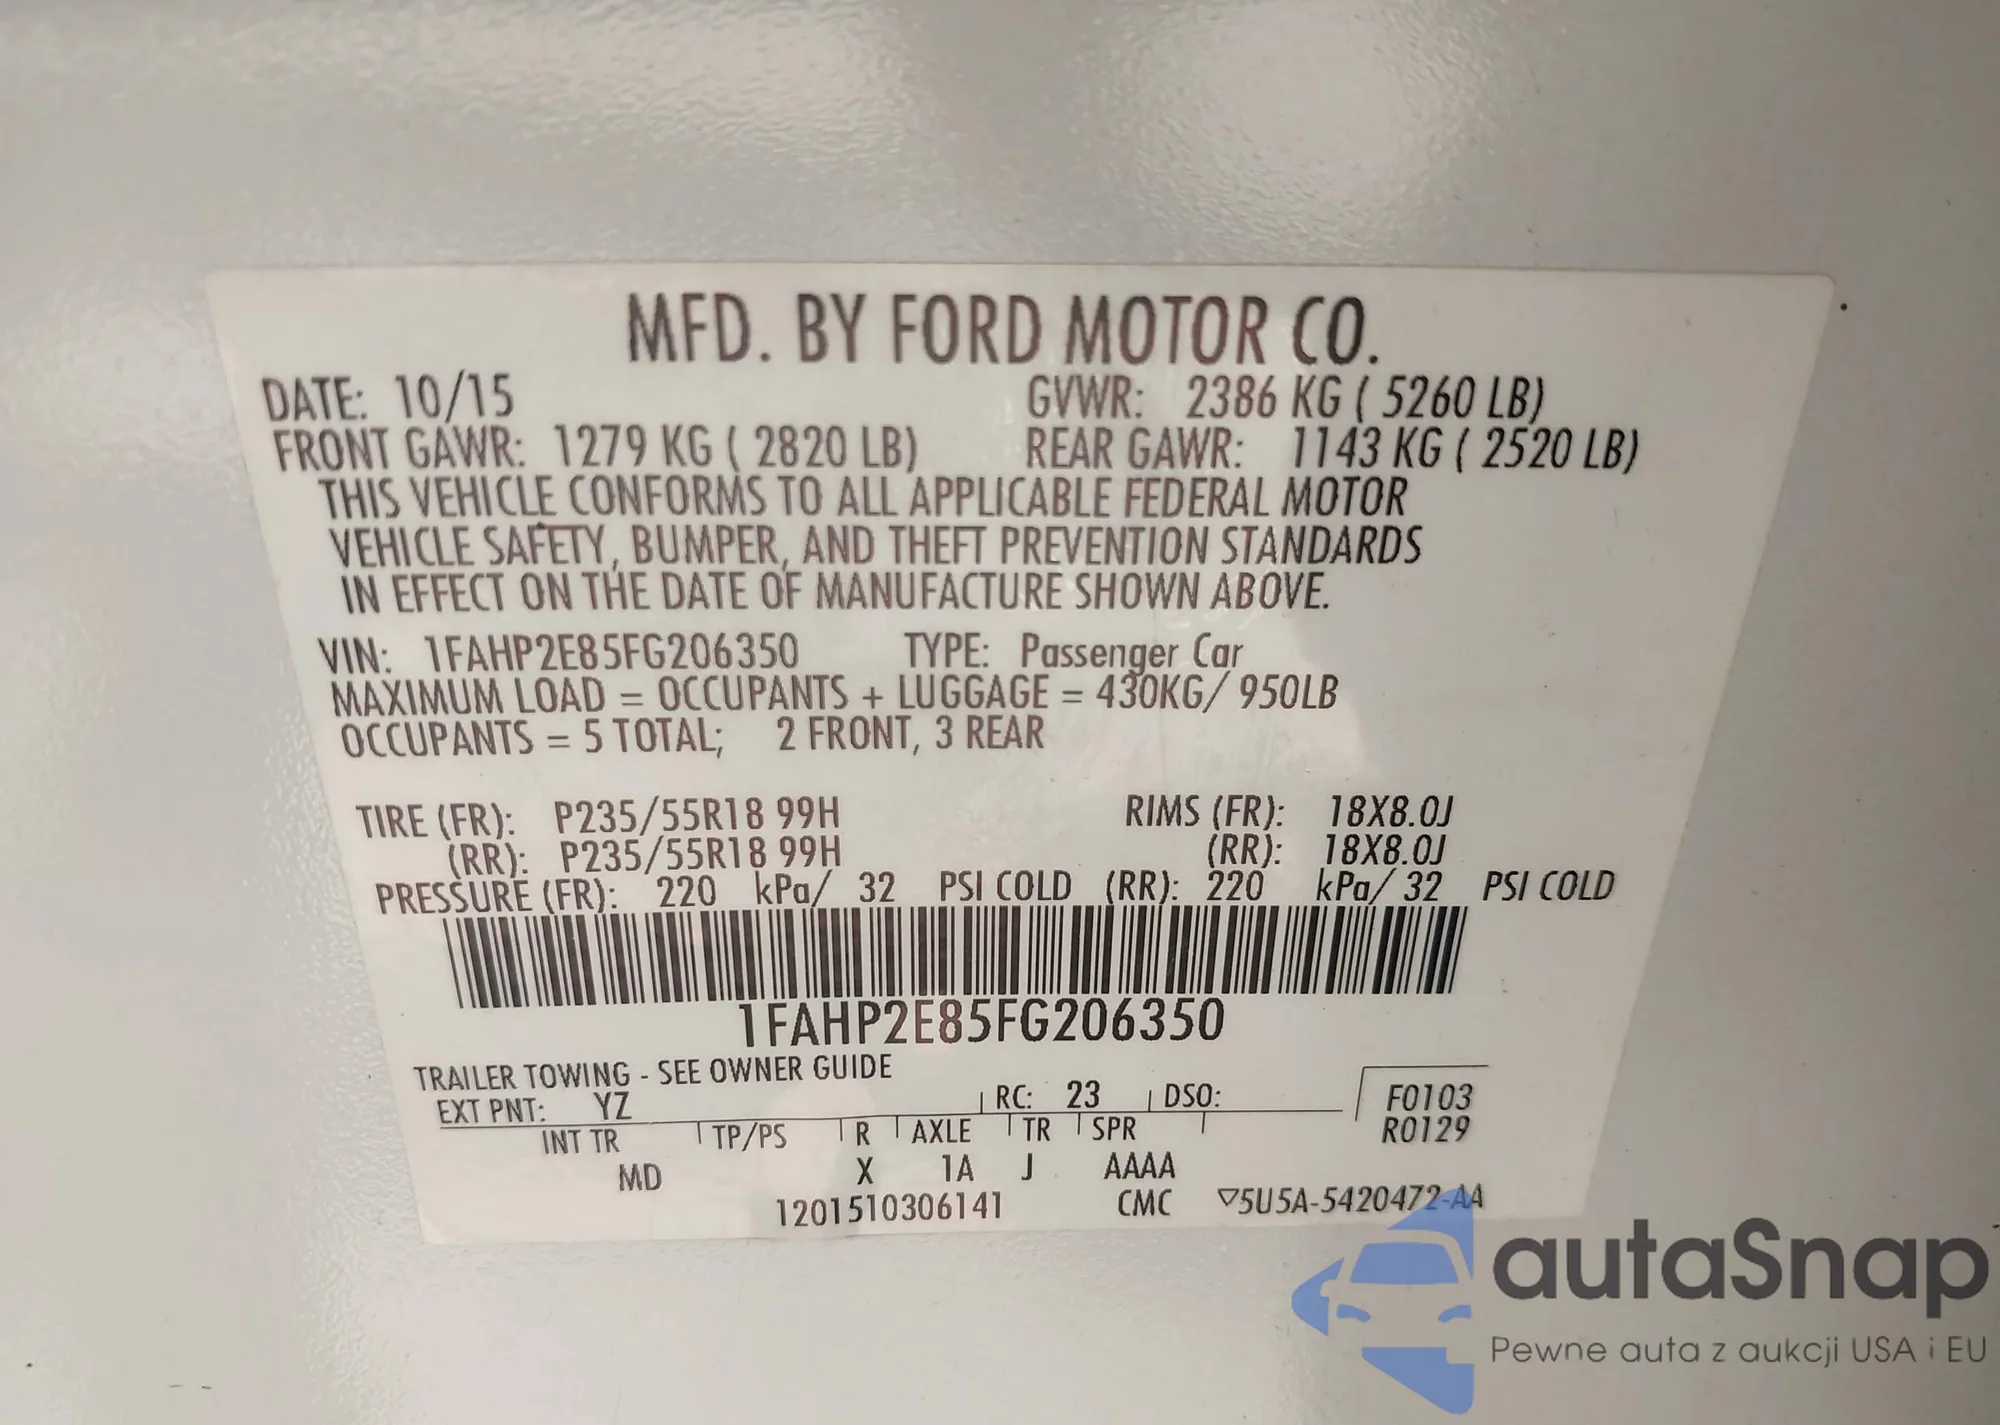 MFD. BY FORD MOTOR CO.
DATE: 10/15 GVWR: 2386 KG ( 5260 LB)
FRONT GAWR: 1279 KG ( 2820 LB) REAR GAWR: 1143 KG ( 2520 LB)
THIS VEHICLE CONFORMS TO ALL APPLICABLE FEDERAL MOTOR
VEHICLE SAFETY, BUMPER, AND THEFT PREVENTION STANDARDS
IN EFFECT ON THE DATE OF MANUFACTURE SHOWN ABOVE.
VIN: 1FAHP2E85FG206350 TYPE: Passenger Car
MAXIMUM LOAD = OCCUPANTS + LUGGAGE = 430KG/ 950LB
OCCUPANTS = 5 TOTAL; 2 FRONT, 3 REAR
TIRE (FR): P235/55R18 99H RIMS (FR): 18X8.0J
(RR): P235/55R18 99H (RR): 18X8.0J
PRESSURE (FR): 220 kPa/ 32 PSI COLD (RR): 220 kPa/ 32 PSI COLD
1FAHP2E85FG206350
TRAILER TOWING - SEE OWNER GUIDE
EXT PNT: YZ RC: 23 DSO: F0103
R0129
INT TR TP/PS R AXLE TR SPR
MD X 1A J AAAA
1201510306141 CMC ▽5U5A-5420472-AA
autaSnap
Pewne auta z aukcji USA i EU